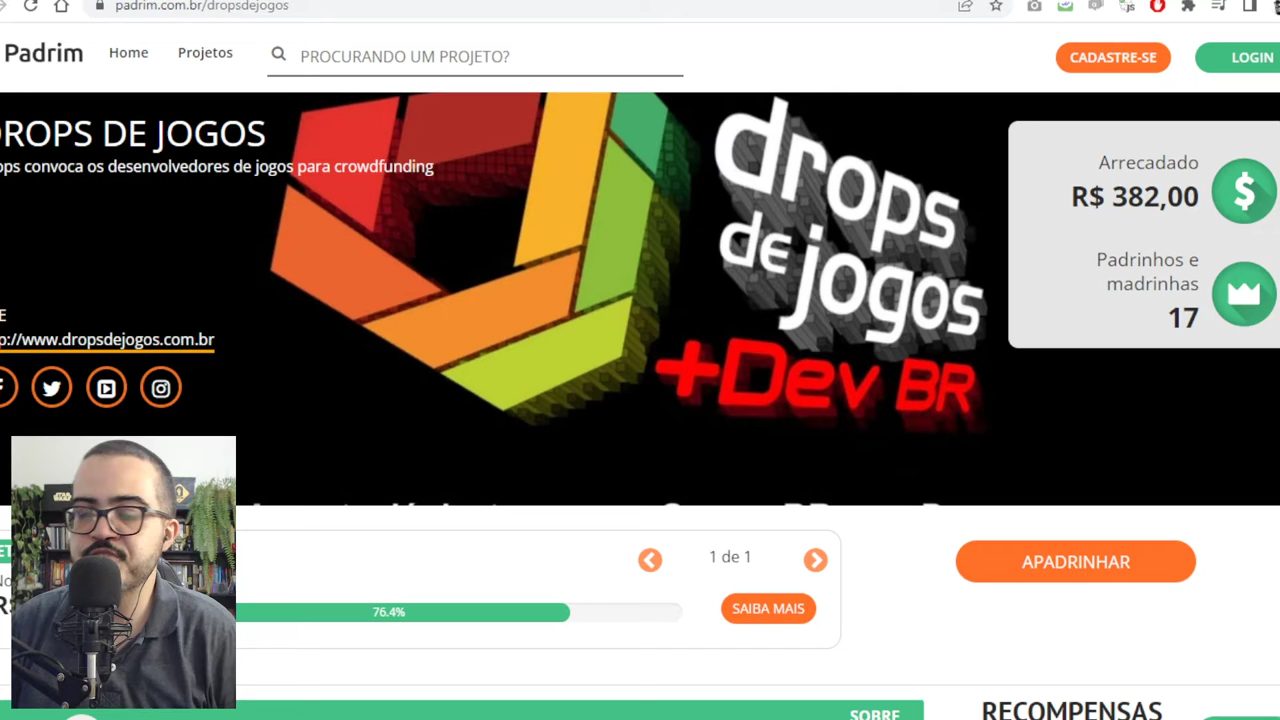 padrim.com.br/dropsdejogos
Padrim
Home
Projetos
PROCURANDO UM PROJETO?
CADASTRE-SE
LOGIN
DROPS DE JOGOS
convoca os desenvolvedores de jogos para crowdfunding
drops
de jogos
+Dev BR
Arrecadado
R$ 382,00
Padrinhos e
madrinhas
17
://www.dropsdejogos.com.br
1 de 1
APADRINHAR
76.4%
SAIBA MAIS
SOBRE
RECOMPENSAS